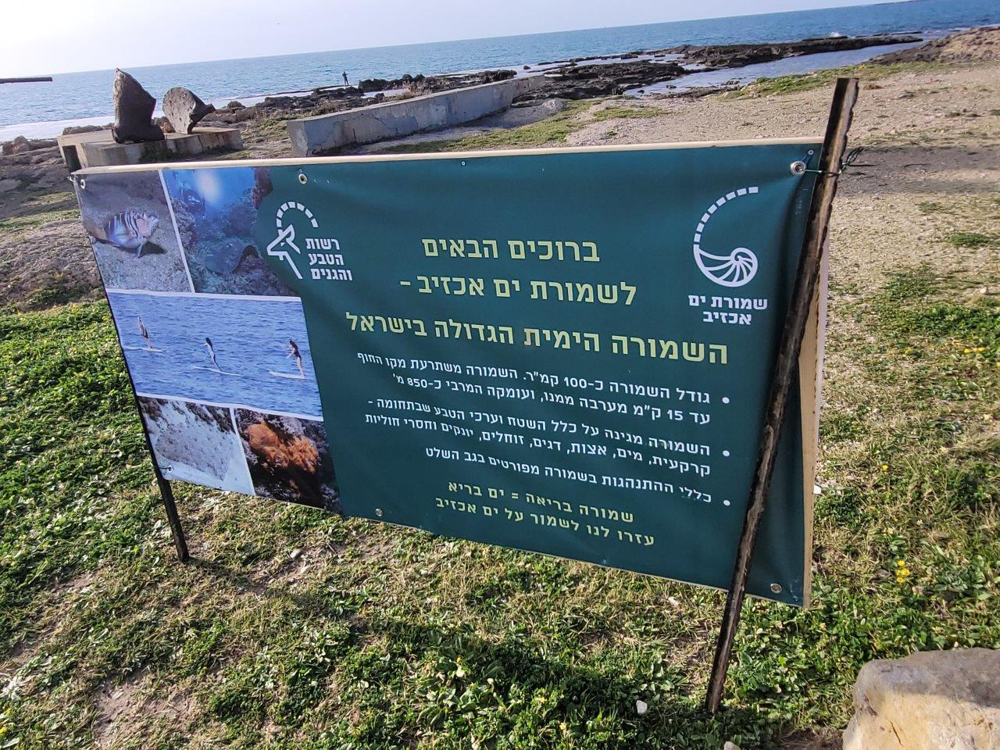 רשות
הטבע
והגנים
שמורת ים
אכזיב
ברוכים הבאים
לשמורת ים אכזיב -
השמורה הימית הגדולה בישראל
• גודל השמורה כ-100 קמ"ר. השמורה משתרעת מקו החוף
עד 15 ק"מ מערבה ממנו, ועומקה המרבי כ-850 מ'
• השמורה מגינה על כלל השטח וערכי הטבע שבתחומה -
קרקעית, מים, אצות, דגים, זוחלים, יונקים וחסרי חוליות
• כללי ההתנהגות בשמורה מפורטים בגב השלט
שמורה בריאה = ים בריא
עזרו לנו לשמור על ים אכזיב